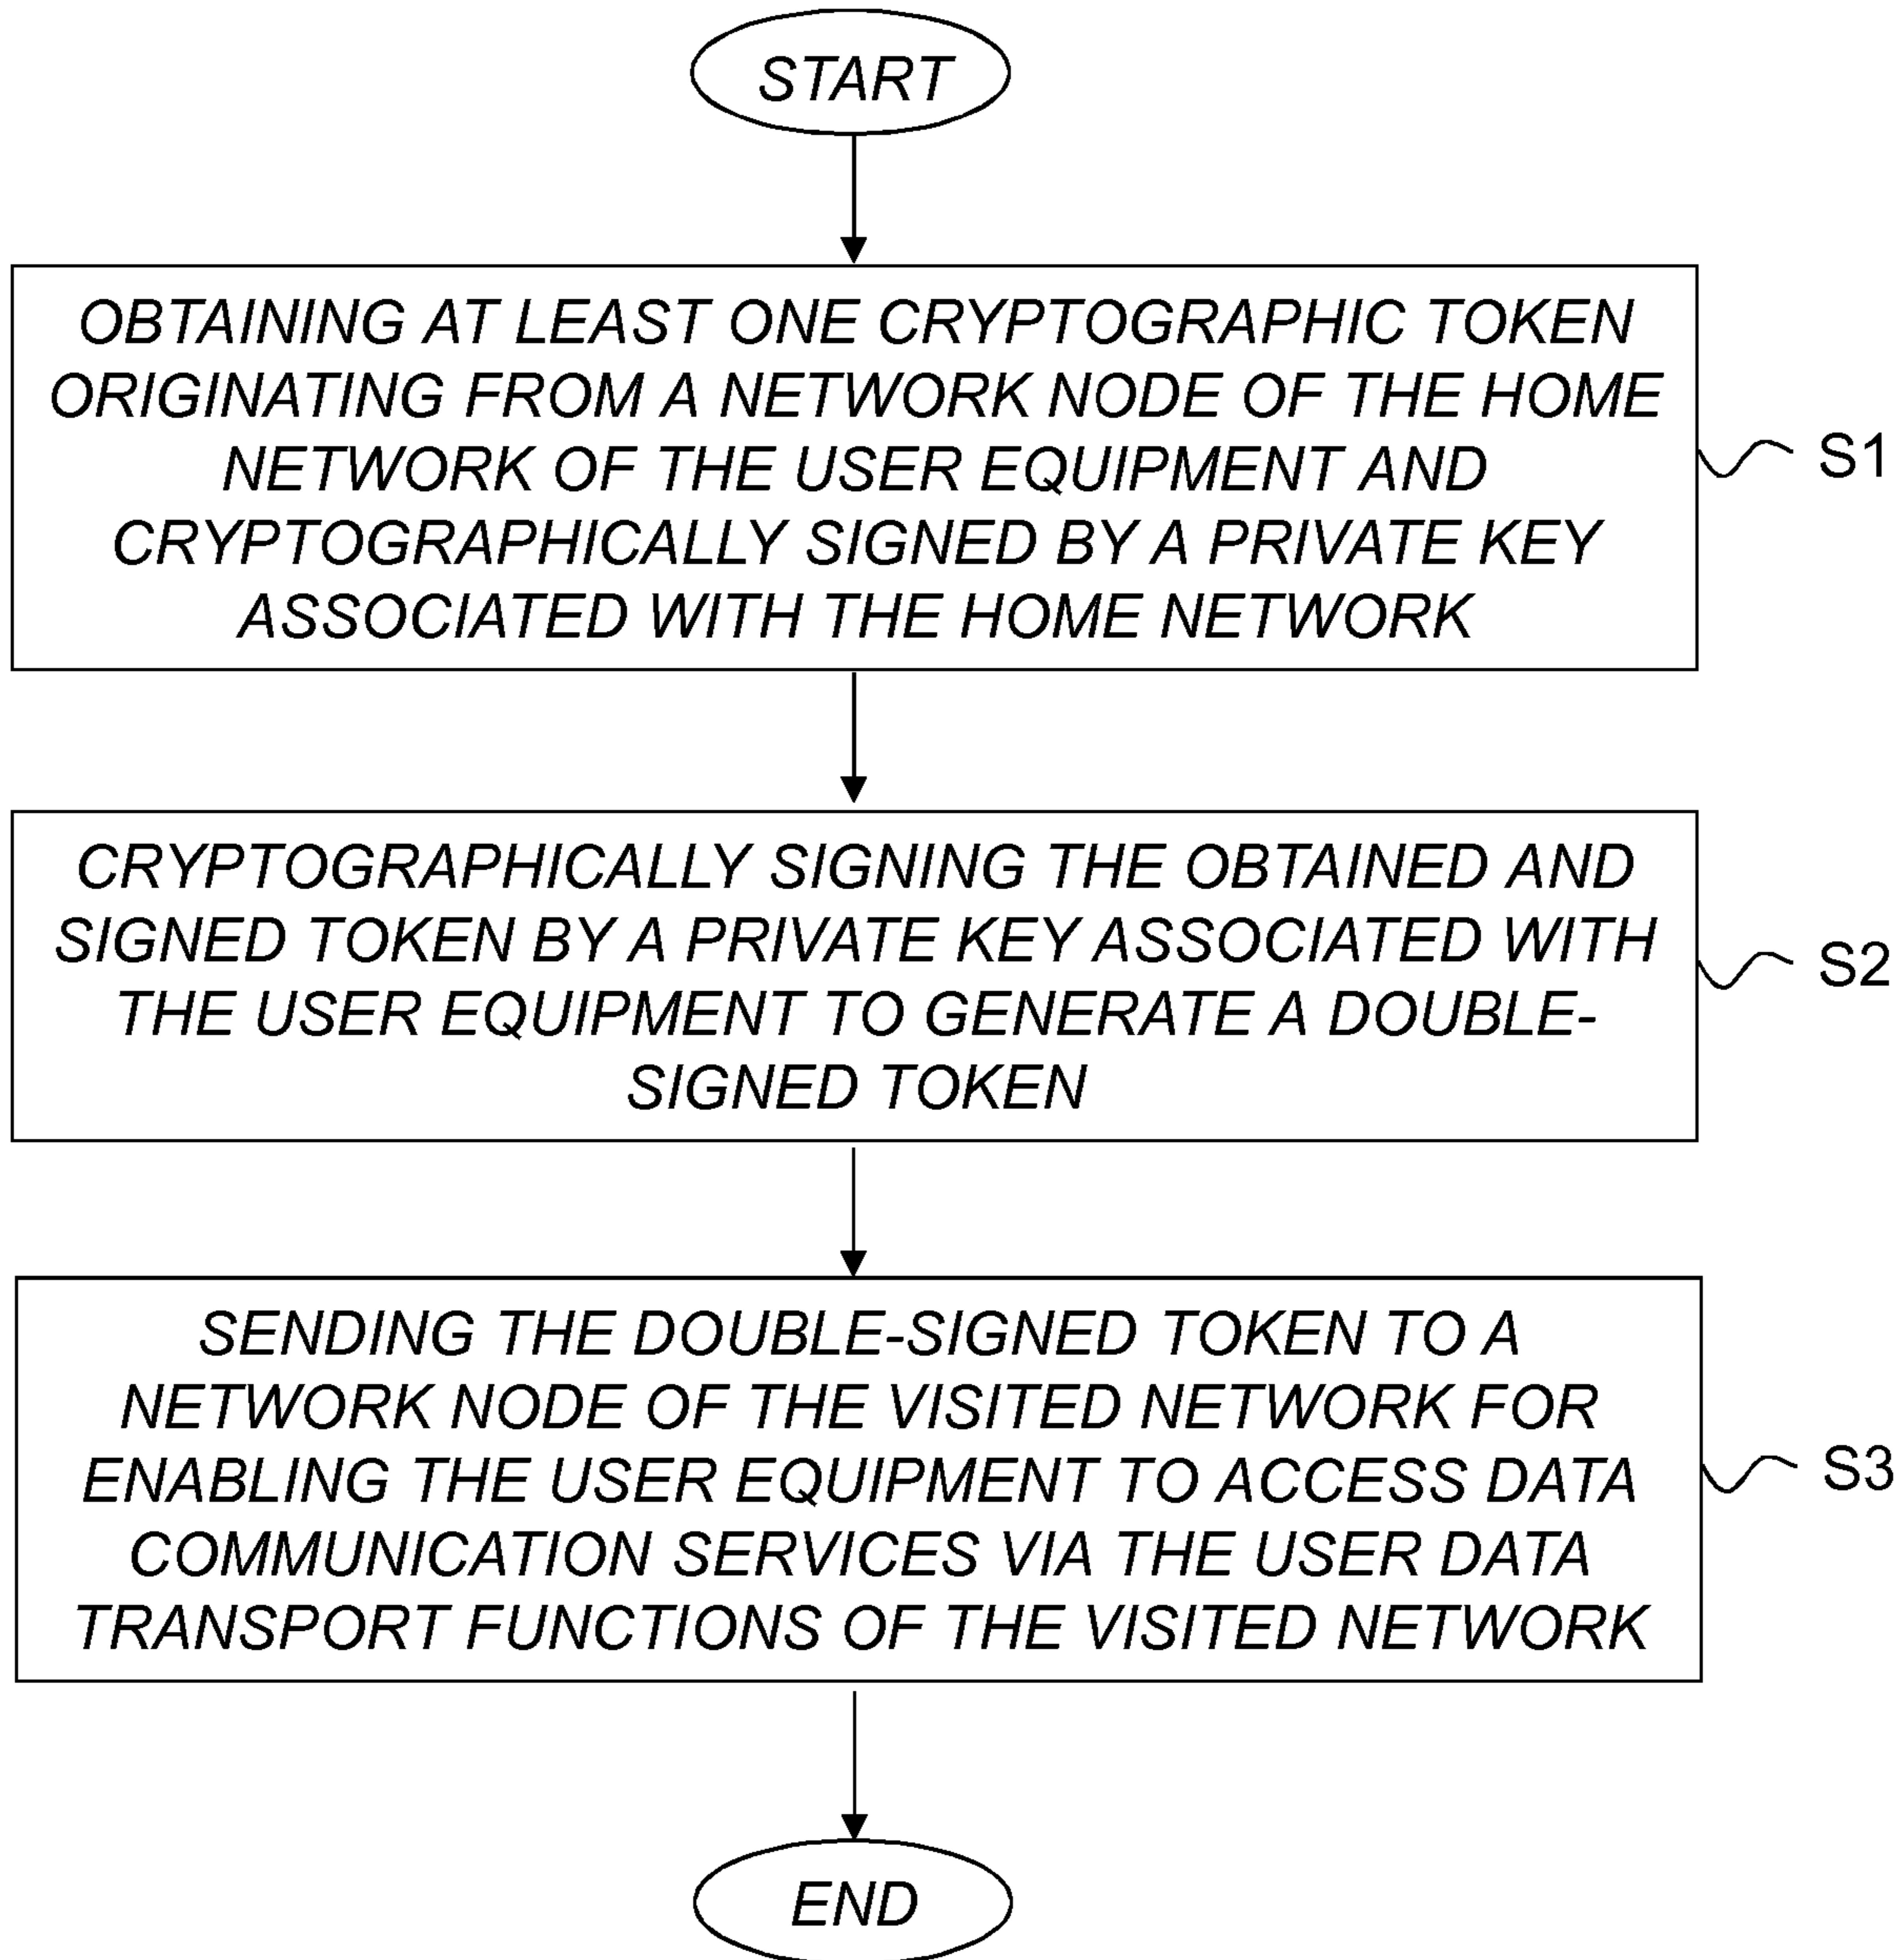 START
OBTAINING AT LEAST ONE CRYPTOGRAPHIC TOKEN
ORIGINATING FROM A NETWORK NODE OF THE HOME
NETWORK OF THE USER EQUIPMENT AND
CRYPTOGRAPHICALLY SIGNED BY A PRIVATE KEY
ASSOCIATED WITH THE HOME NETWORK
S1
CRYPTOGRAPHICALLY SIGNING THE OBTAINED AND
SIGNED TOKEN BY A PRIVATE KEY ASSOCIATED WITH
THE USER EQUIPMENT TO GENERATE A DOUBLE-
SIGNED TOKEN
S2
SENDING THE DOUBLE-SIGNED TOKEN TO A
NETWORK NODE OF THE VISITED NETWORK FOR
ENABLING THE USER EQUIPMENT TO ACCESS DATA
COMMUNICATION SERVICES VIA THE USER DATA
TRANSPORT FUNCTIONS OF THE VISITED NETWORK
S3
END